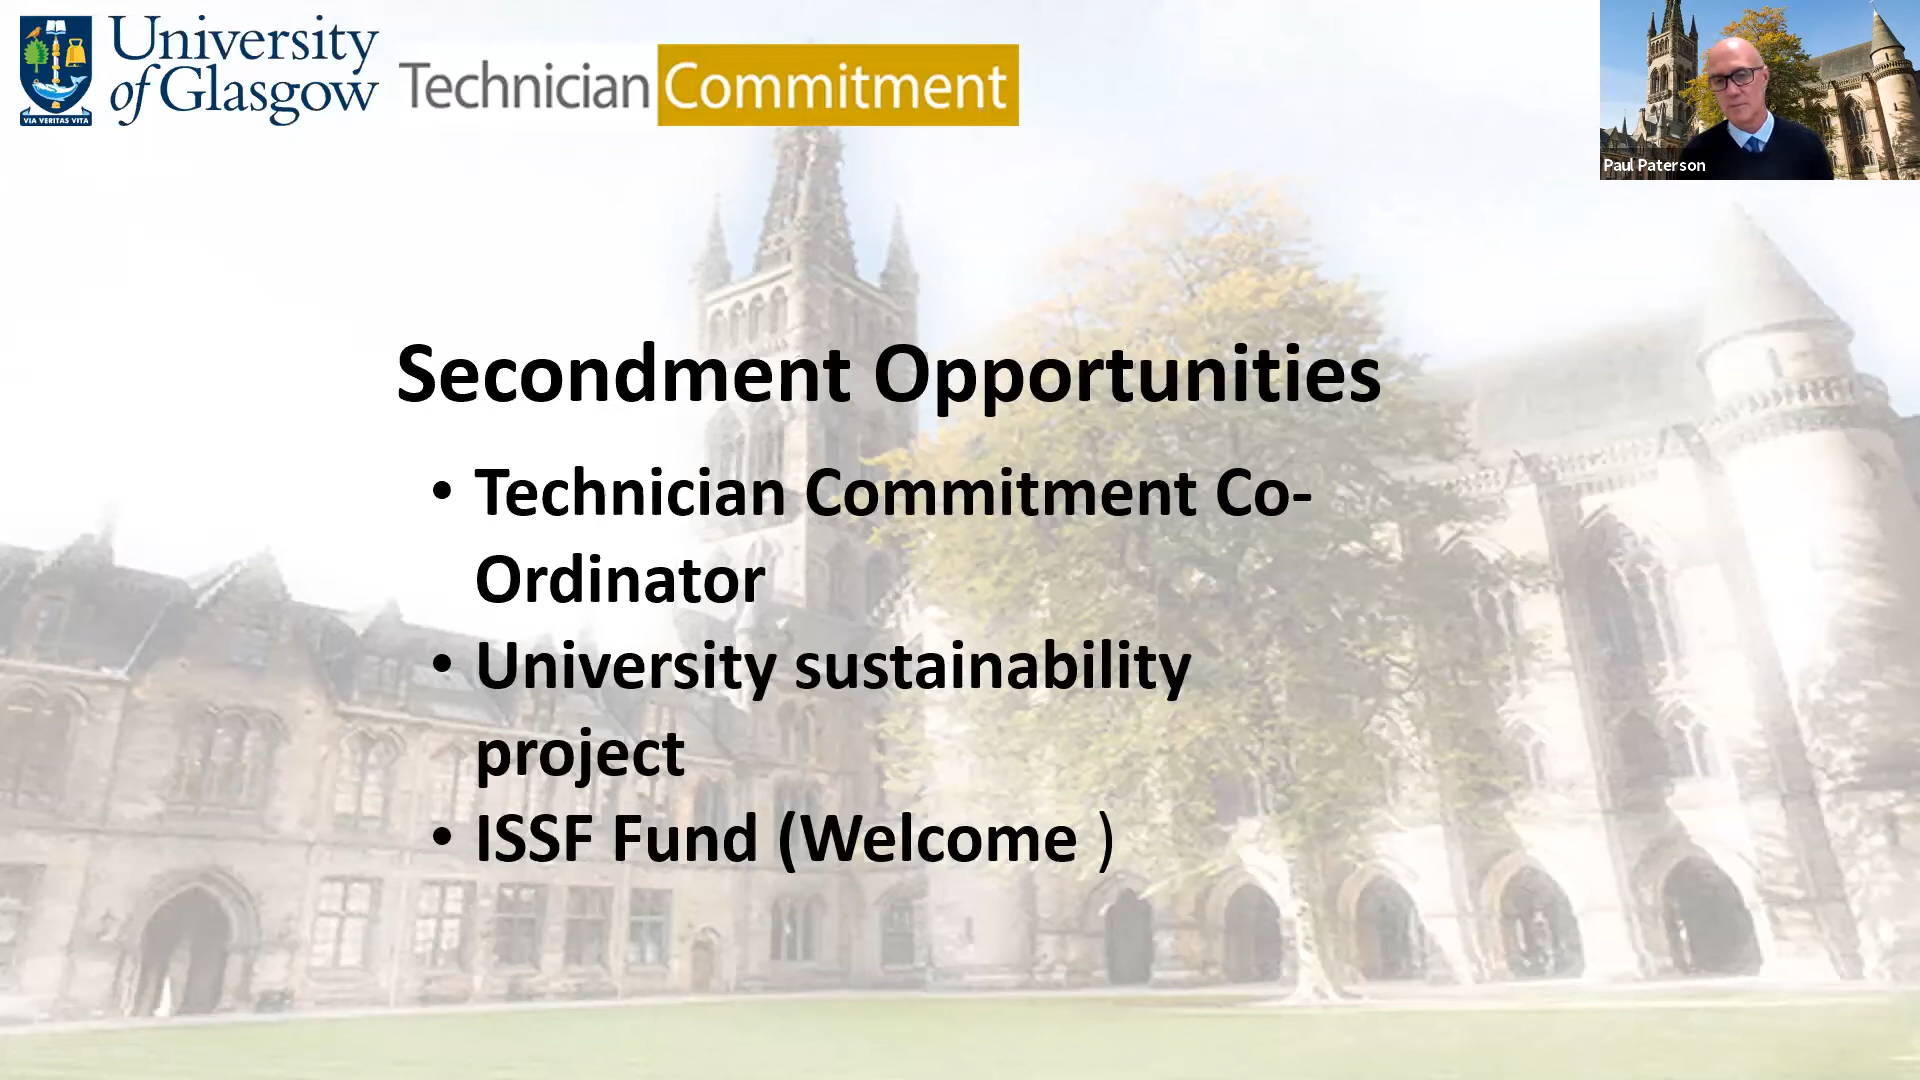 University
of Glasgow
VIA VERITAS VITA
Technician Commitment
Paul Paterson
Secondment Opportunities
• Technician Commitment Co-
Ordinator
• University sustainability
project
• ISSF Fund (Welcome )